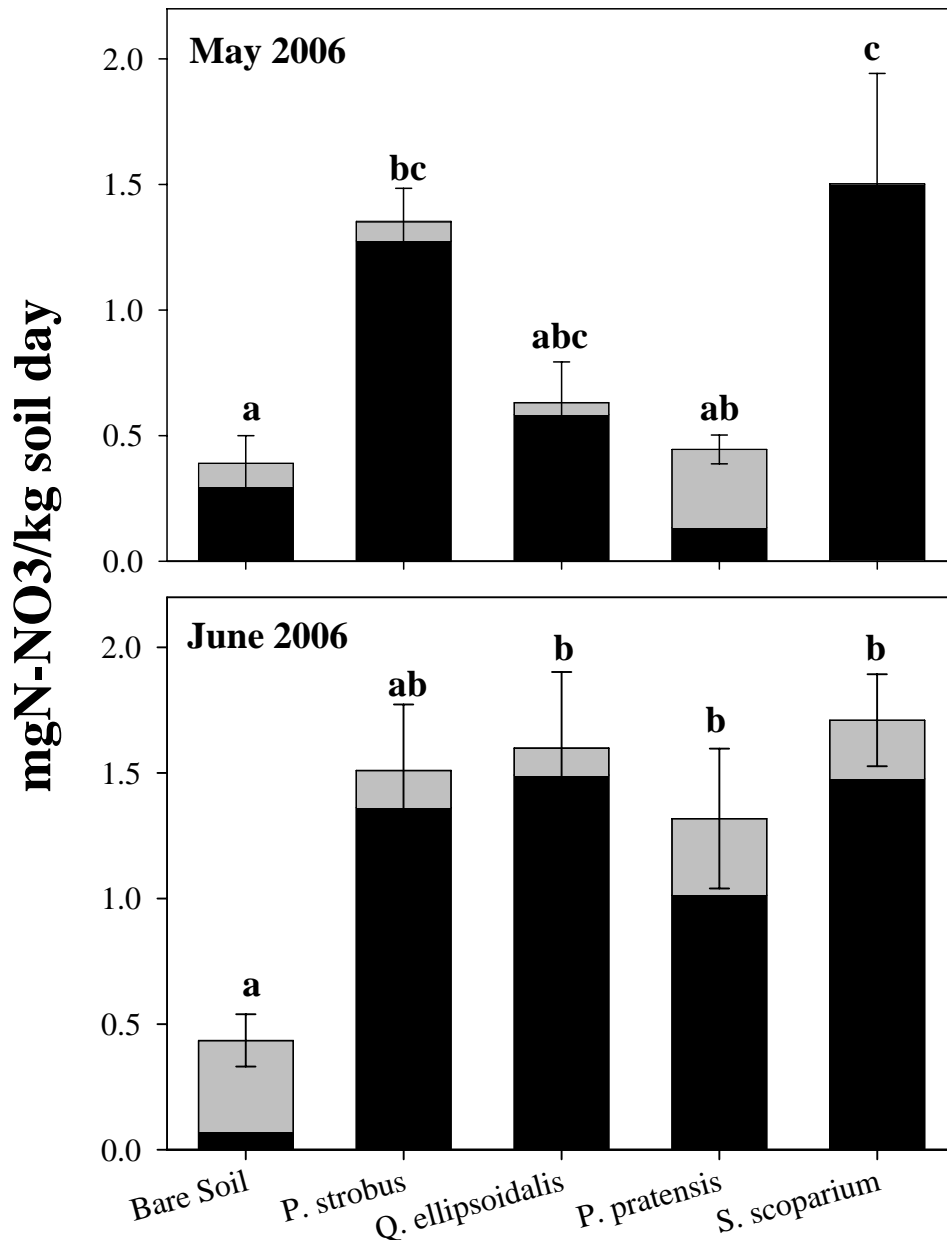 mgN-NO3/kg soil day
May 2006
2.0
1.5
1.0
0.5
0.0
a
bc
abc
ab
c
June 2006
2.0
1.5
1.0
0.5
0.0
a
ab
b
b
b
Bare Soil
P. strobus
Q. ellipsoidalis
P. pratensis
S. scoparium